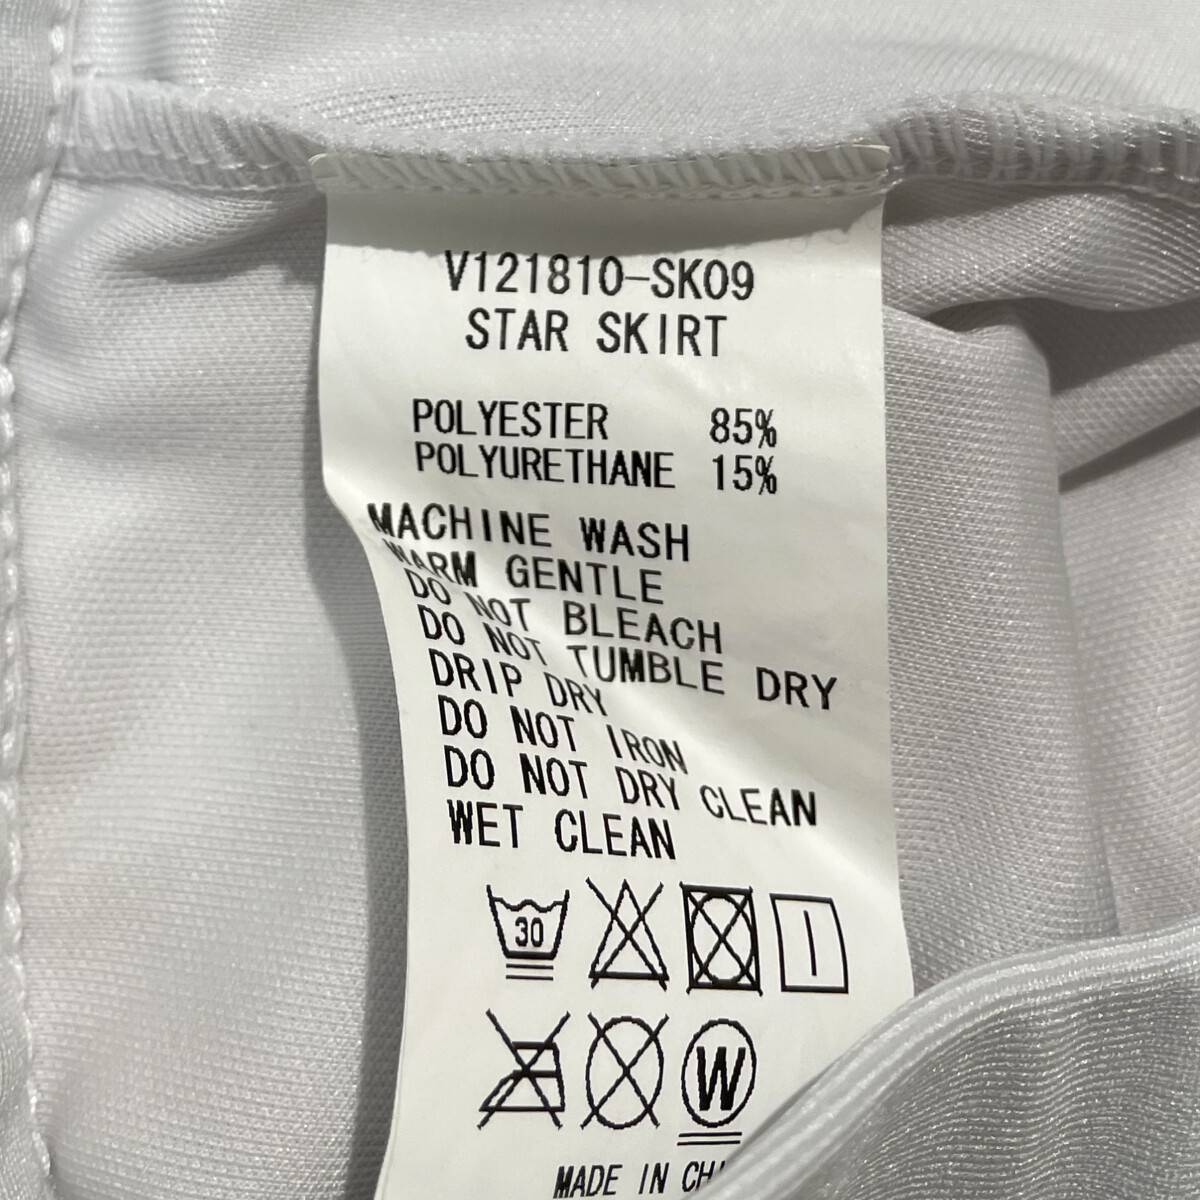 V121810-SK09
STAR SKIRT
POLYESTER 85%
POLYURETHANE 15%
MACHINE WASH
WARM GENTLE
DO NOT BLEACH
DO NOT TUMBLE DRY
DRIP DRY
DO NOT IRON
DO NOT DRY CLEAN
WET CLEAN
30
W
MADE IN